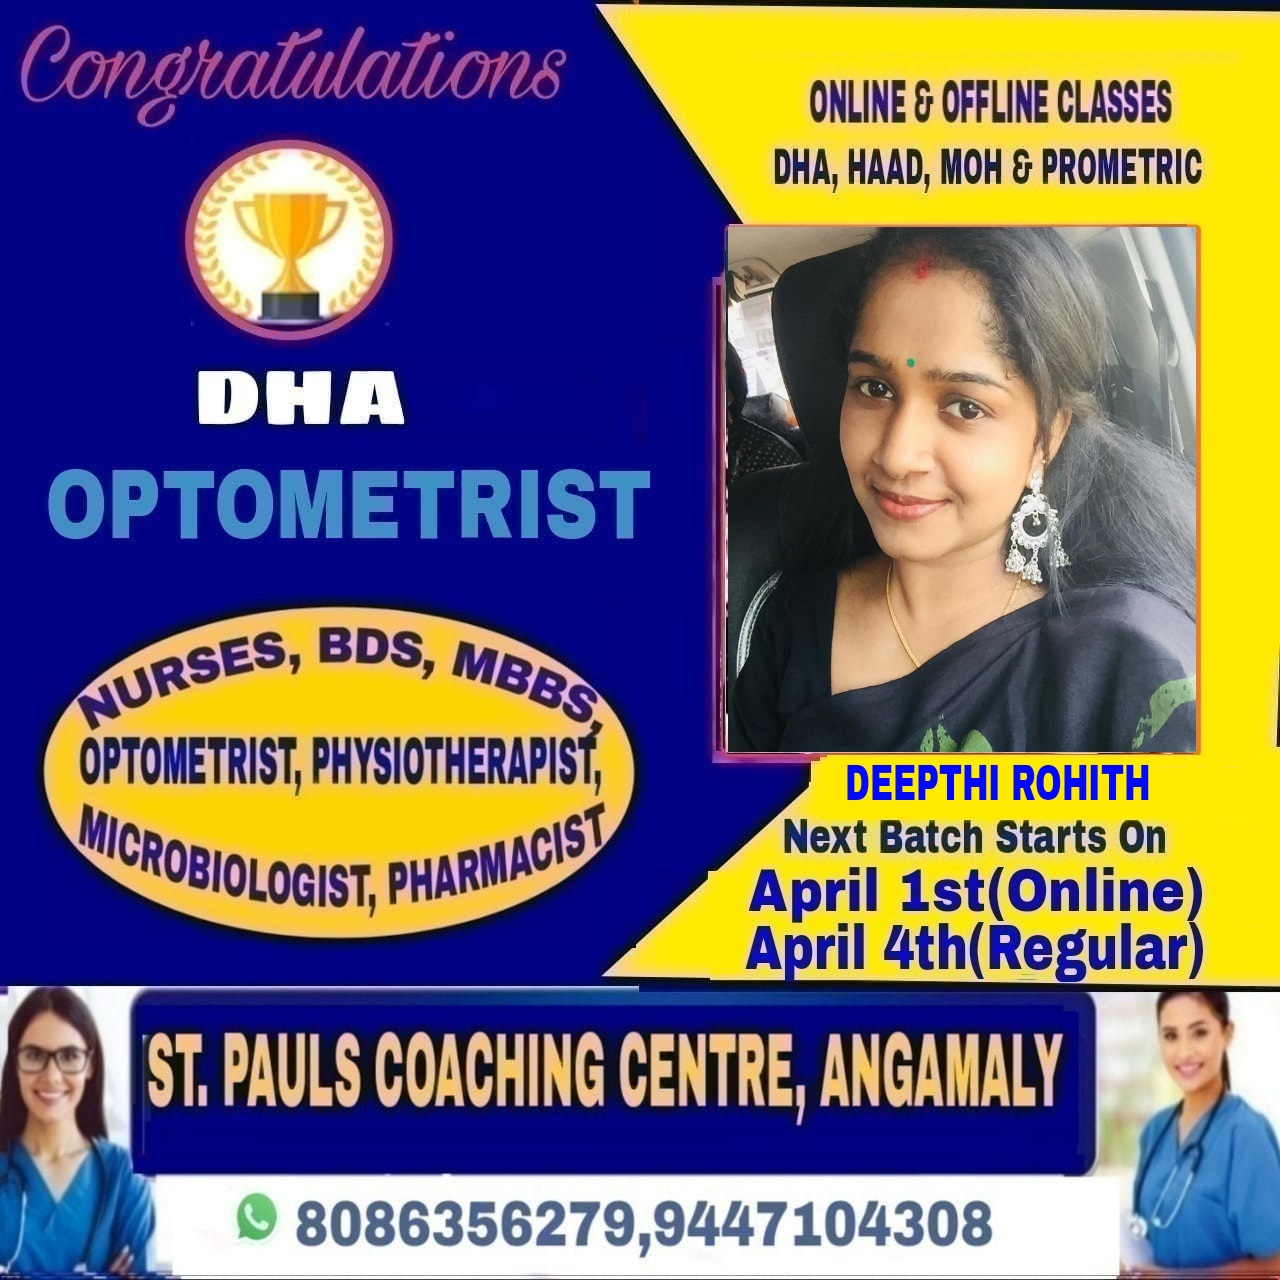 Congratulations
DHA
OPTOMETRIST
NURSES, BDS, MBBS,
OPTOMETRIST, PHYSIOTHERAPIST,
MICROBIOLOGIST, PHARMACIST
ONLINE & OFFLINE CLASSES
DHA, HAAD, MOH & PROMETRIC
DEEPTHI ROHITH
Next Batch Starts On
April 1st(Online)
April 4th(Regular)
ST. PAULS COACHING CENTRE, ANGAMALY
8086356279,9447104308